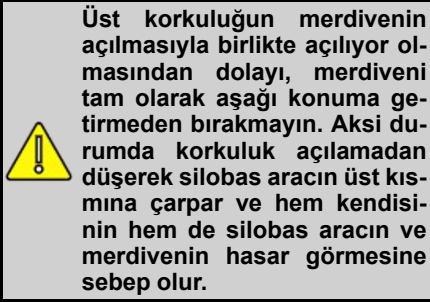 Üst korkuluğun merdivenin
açılmasıyla birlikte açılıyor ol-
masından dolayı, merdiveni
tam olarak aşağı konuma ge-
tirmeden bırakmayın. Aksi du-
rumda korkuluk açılamadan
düşerek silobas aracın üst kıs-
mına çarpar ve hem kendisi-
nin hem de silobas aracın ve
merdivenin hasar görmesine
sebep olur.